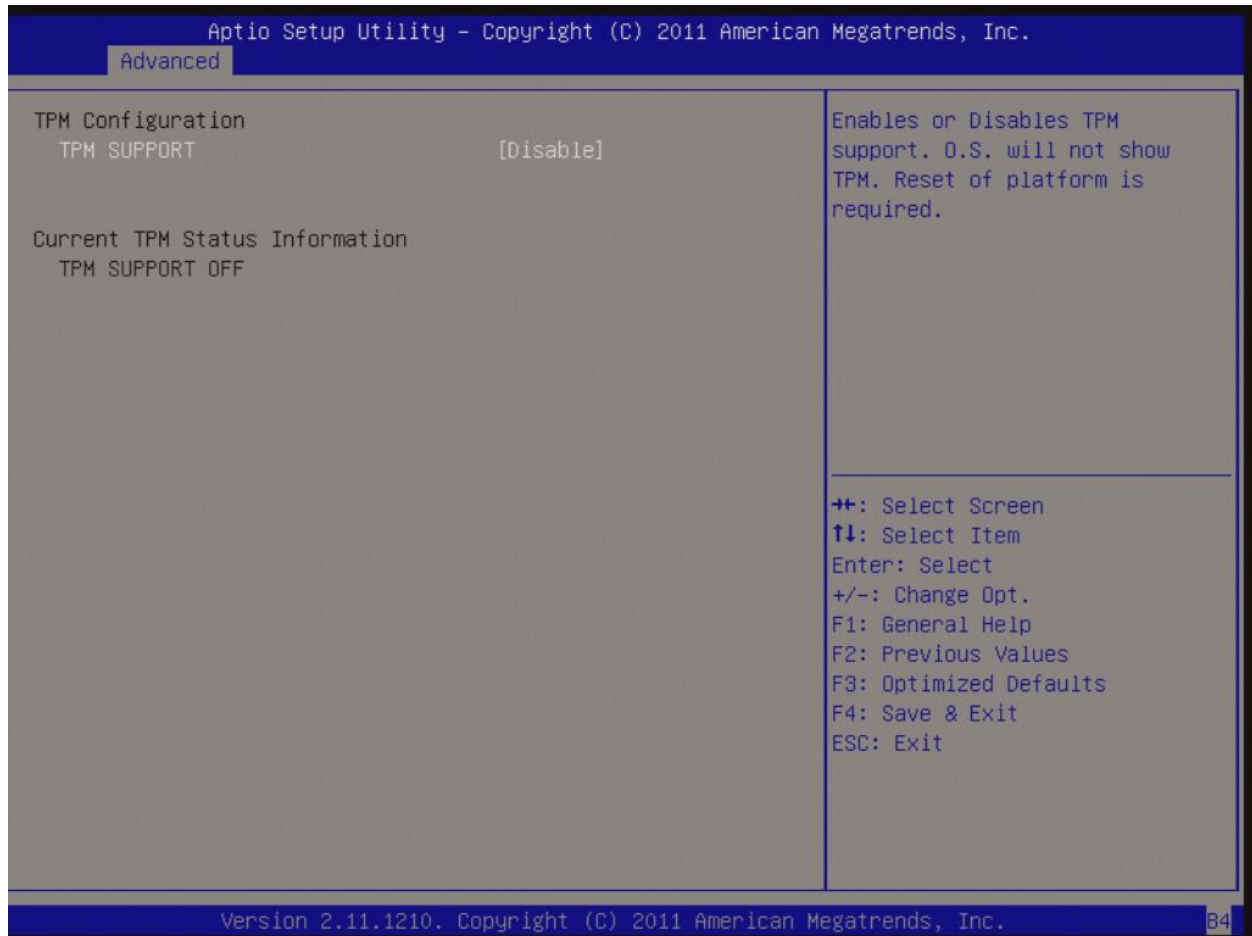 Aptio Setup Utility – Copyright (C) 2011 American Megatrends, Inc.
Advanced
TPM Configuration
TPM SUPPORT [Disable]
Current TPM Status Information
TPM SUPPORT OFF
Enables or Disables TPM
support. O.S. will not show
TPM. Reset of platform is
required.
→←: Select Screen
↑↓: Select Item
Enter: Select
+/-: Change Opt.
F1: General Help
F2: Previous Values
F3: Optimized Defaults
F4: Save & Exit
ESC: Exit
Version 2.11.1210. Copyright (C) 2011 American Megatrends, Inc.
B4